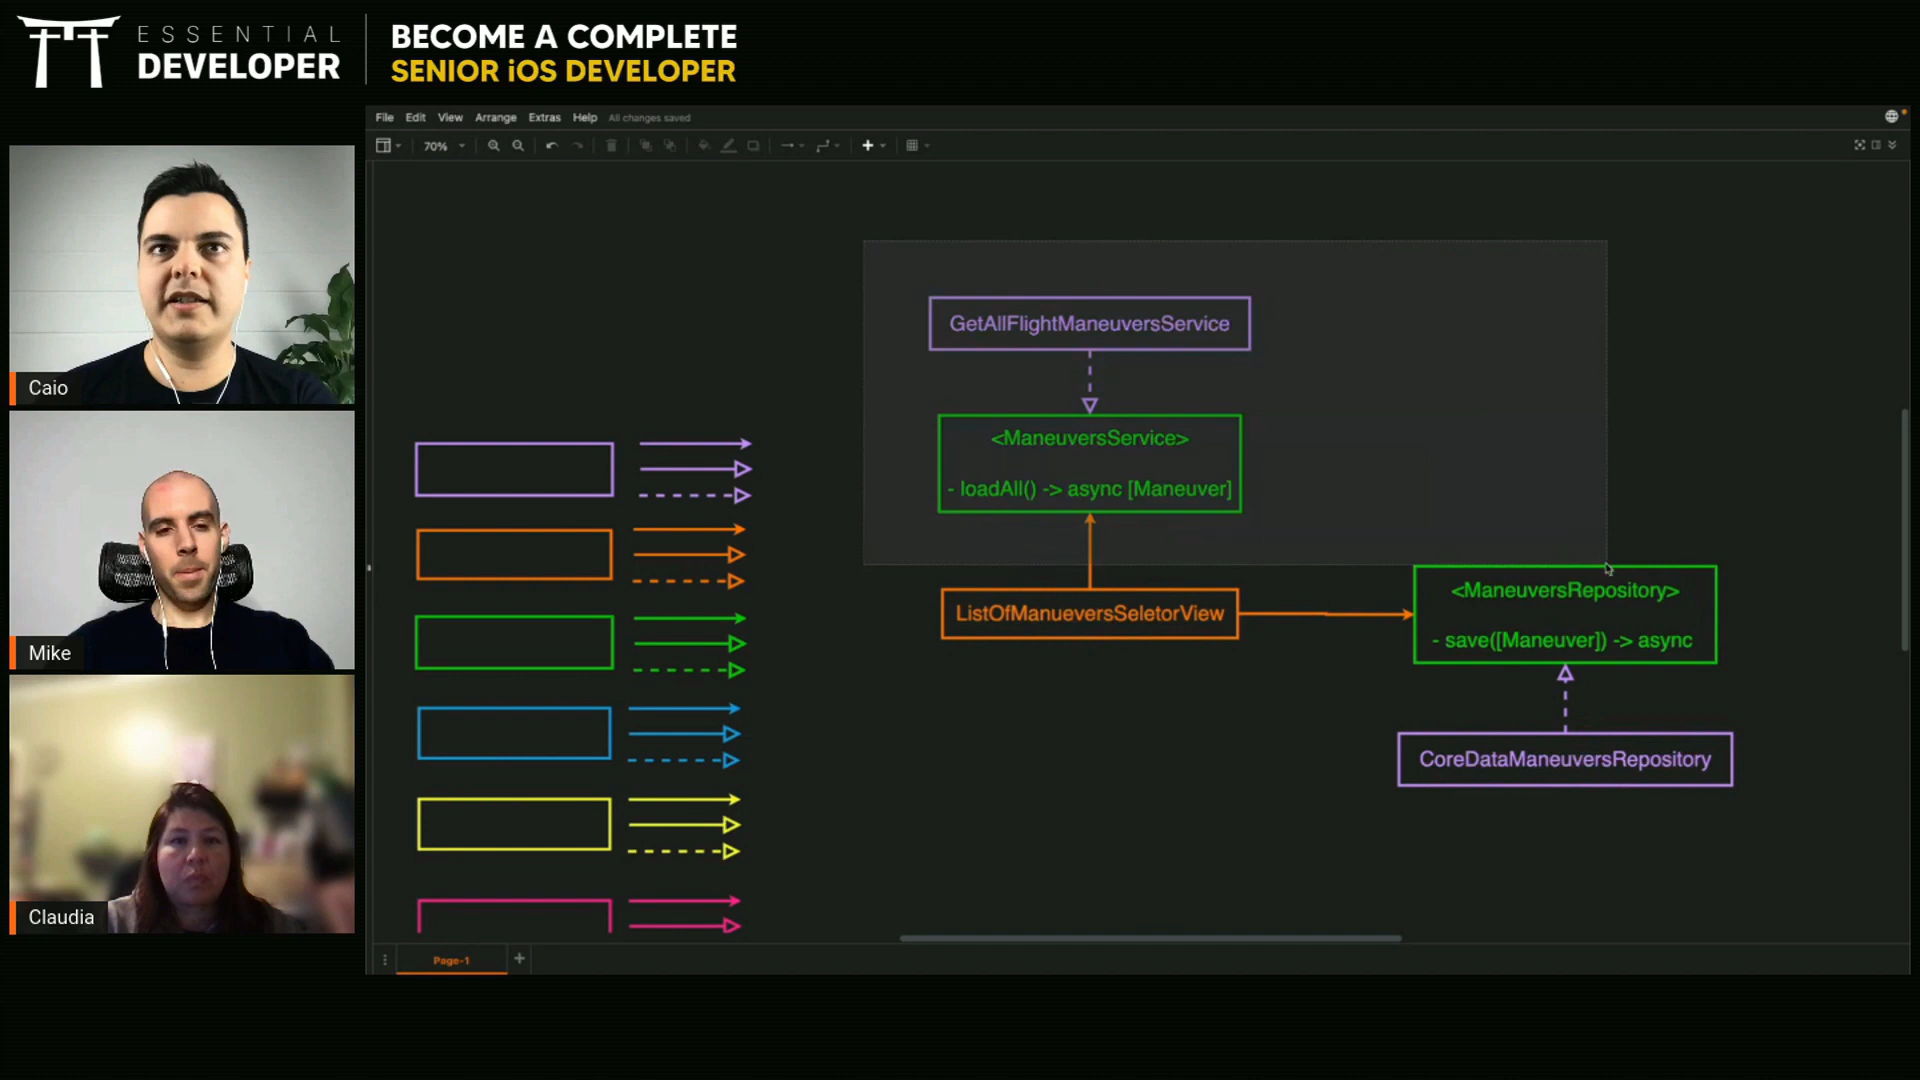 ESSENTIAL
DEVELOPER
BECOME A COMPLETE
SENIOR iOS DEVELOPER
File Edit View Arrange Extras Help All changes saved
70%
Caio
Mike
Claudia
GetAllFlightManeuversService
<ManeuversService>
- loadAll() -> async [Maneuver]
ListOfManueversSeletorView
<ManeuversRepository>
- save([Maneuver]) -> async
CoreDataManeuversRepository
Page-1